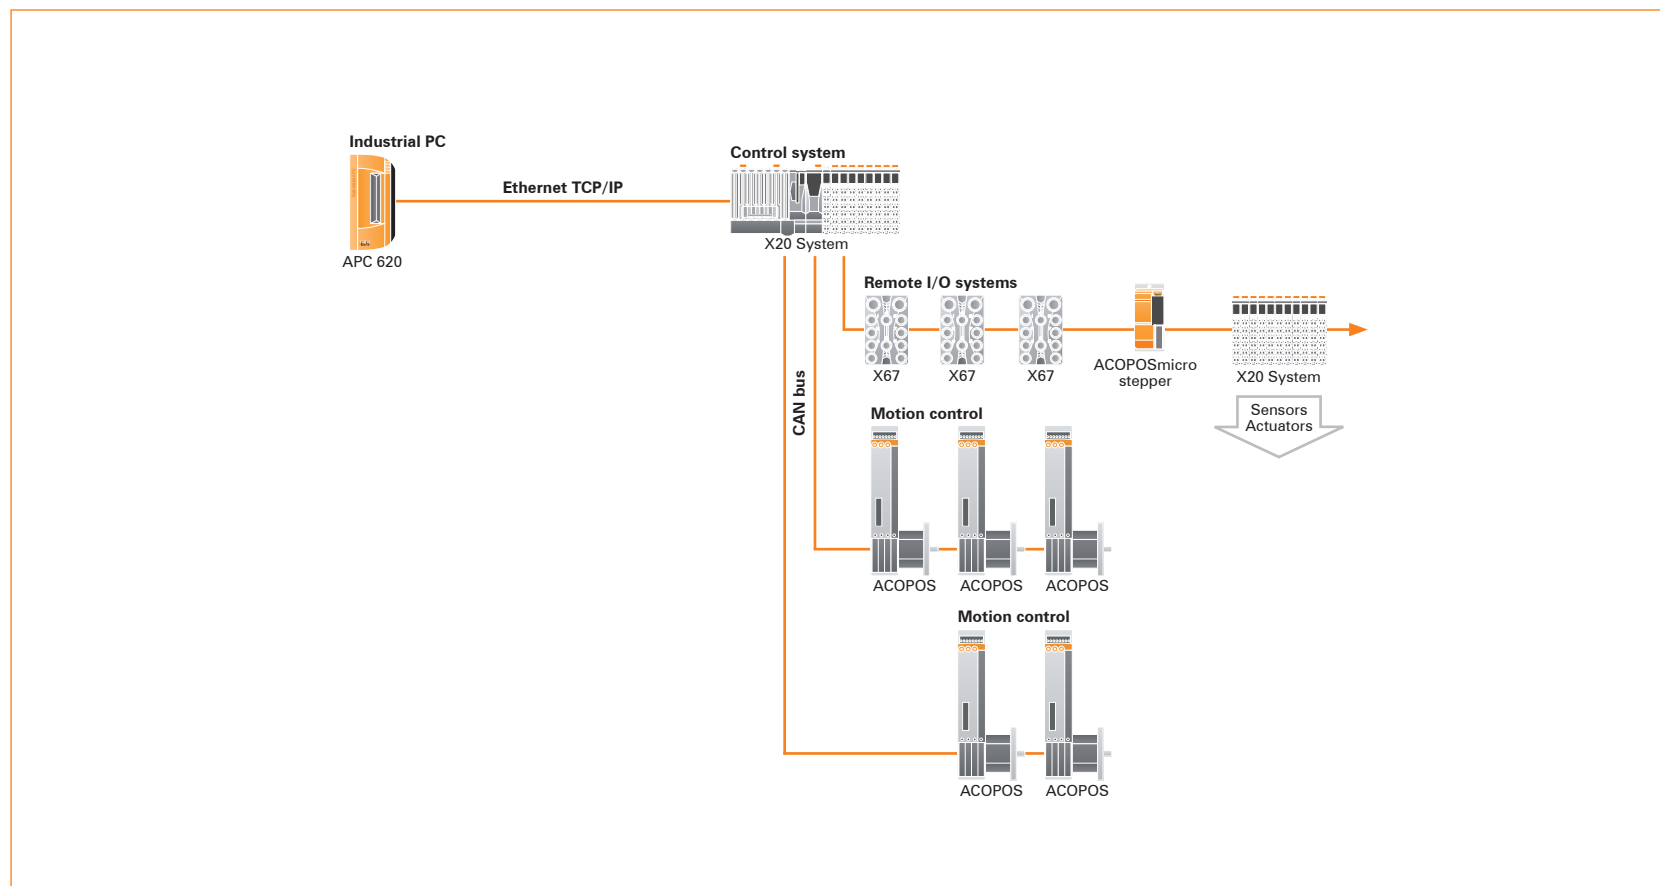 Industrial PC
APC 620
Ethernet TCP/IP
Control system
X20 System
Remote I/O systems
X67
X67
X67
ACOPOSmicro
stepper
X20 System
Sensors
Actuators
CAN bus
Motion control
ACOPOS
ACOPOS
ACOPOS
Motion control
ACOPOS
ACOPOS